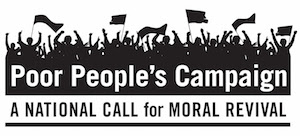 Poor People's Campaign
A NATIONAL CALL for MORAL REVIVAL